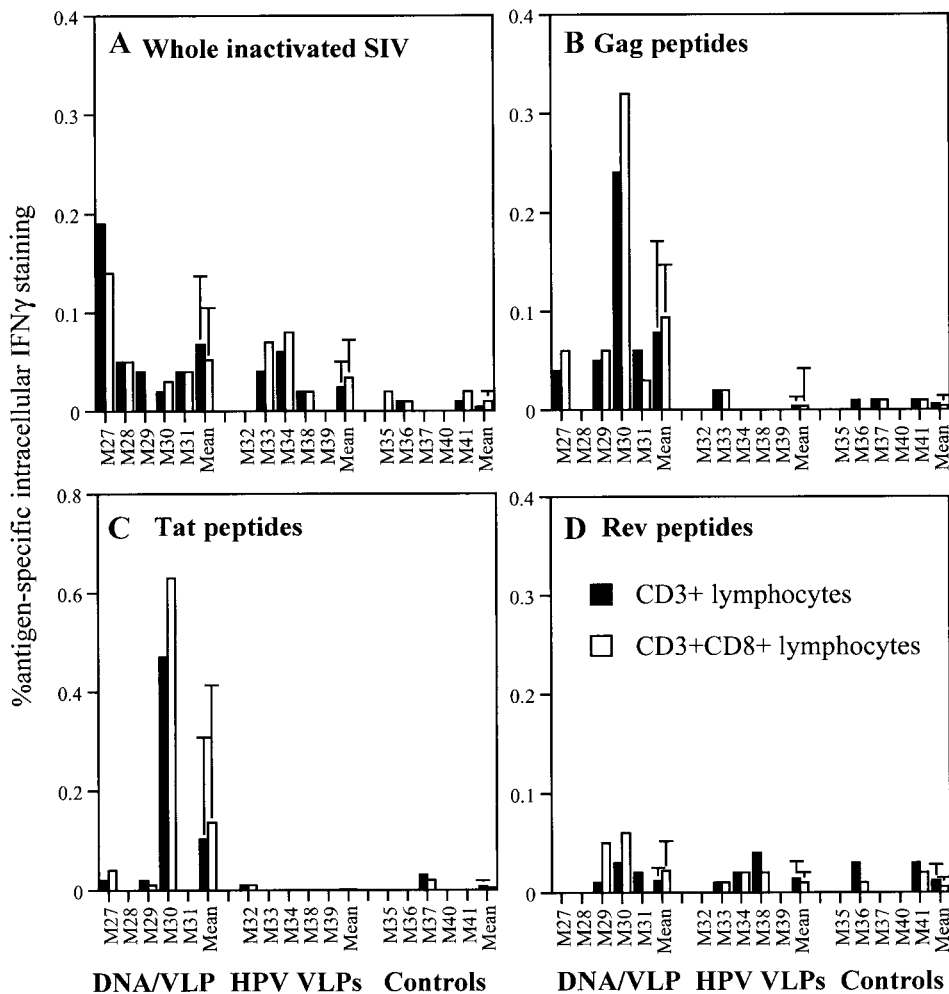 %antigen-specific intracellular IFNγ staining
A Whole inactivated SIV
0.4
0.3
0.2
0.1
0
M27 M28 M29 M30 M31 Mean M32 M33 M34 M38 M39 Mean M35 M36 M37 M40 M41 Mean
B Gag peptides
0.4
0.3
0.2
0.1
0
M27 M28 M29 M30 M31 Mean M32 M33 M34 M38 M39 Mean M35 M36 M37 M40 M41 Mean
C Tat peptides
0.8
0.6
0.4
0.2
0
M27 M28 M29 M30 M31 Mean M32 M33 M34 M38 M39 Mean M35 M36 M37 M40 M41 Mean
DNA/VLP HPV VLPs Controls
D Rev peptides
CD3+ lymphocytes
CD3+CD8+ lymphocytes
0.4
0.3
0.2
0.1
0
M27 M28 M29 M30 M31 Mean M32 M33 M34 M38 M39 Mean M35 M36 M37 M40 M41 Mean
DNA/VLP HPV VLPs Controls